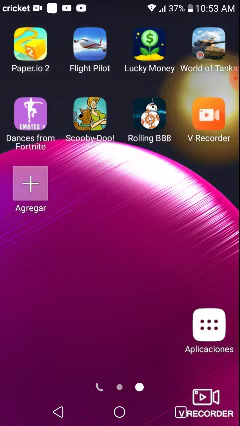 cricket 37% 10:53 AM
Paper.io 2 Flight Pilot Lucky Money World of Tanks
EMOTES
Dances from Fortnite Scooby-Doo! Rolling BB8 V Recorder
Agregar
Aplicaciones
VRECORDER